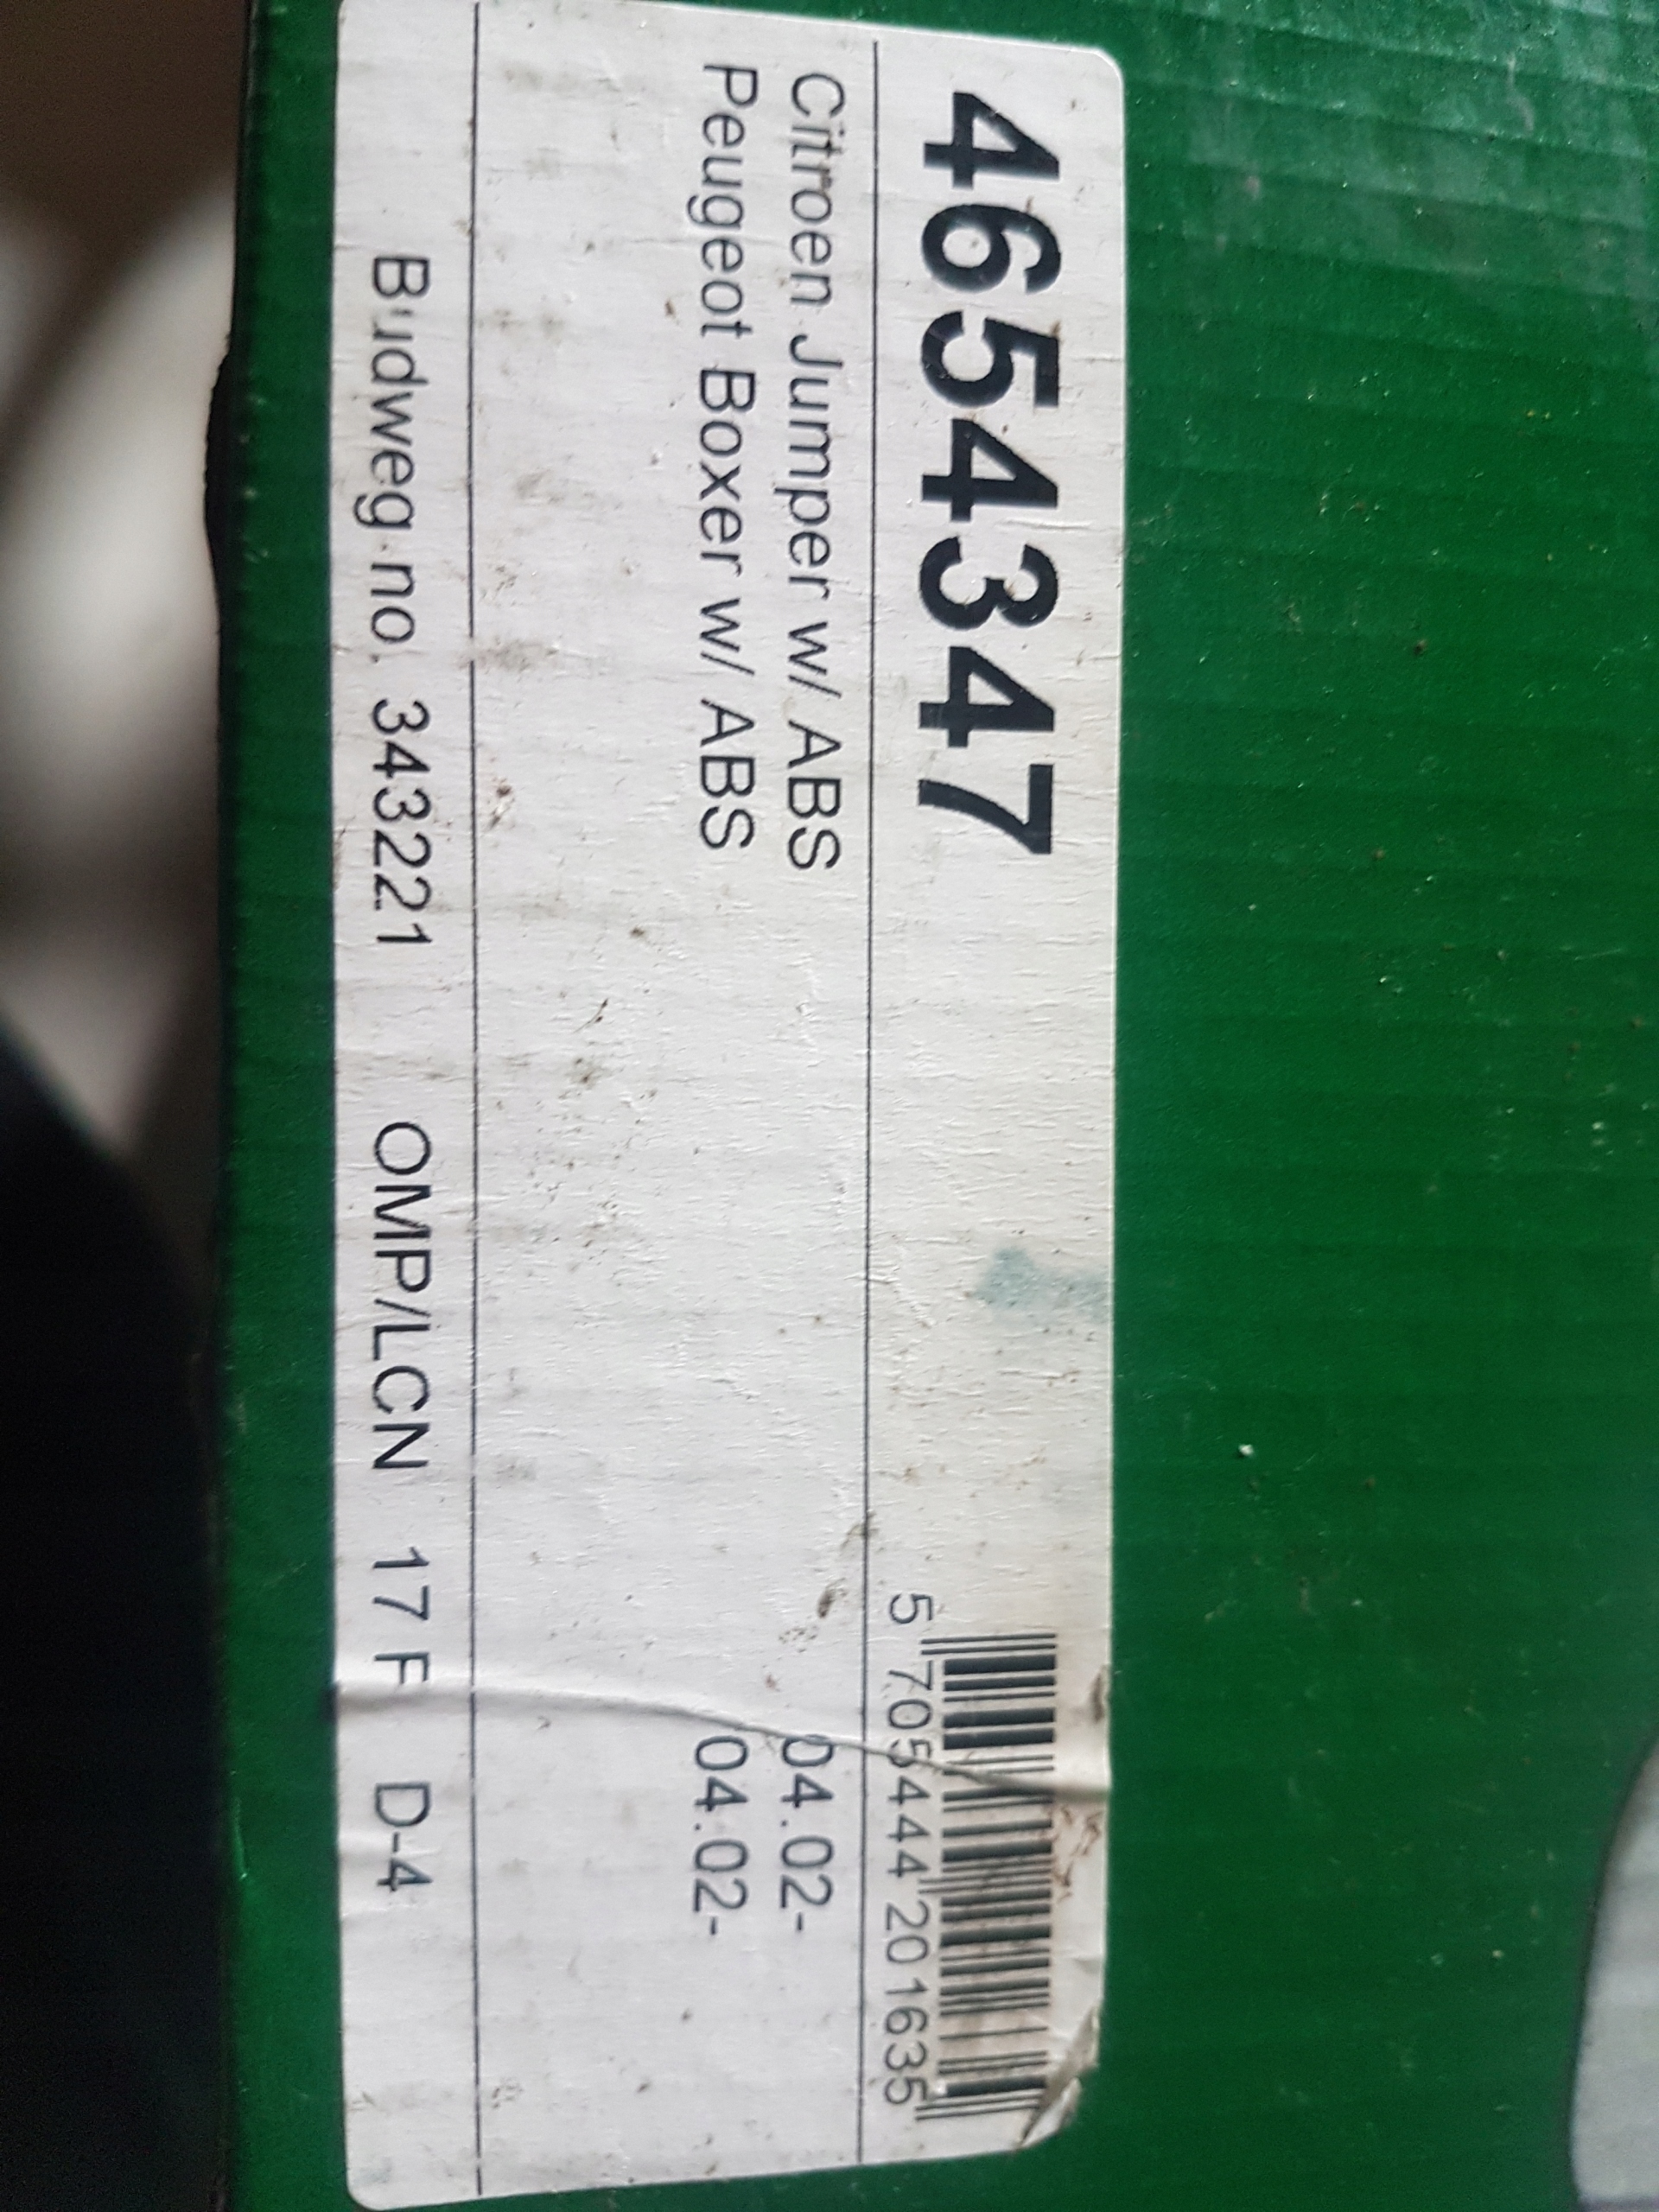 4654347
5 705444 201635
Citroen Jumper w/ ABS 04.02-
Peugeot Boxer w/ ABS 04.02-
Budweg no. 343221 OMP/LCN 17 F D-4